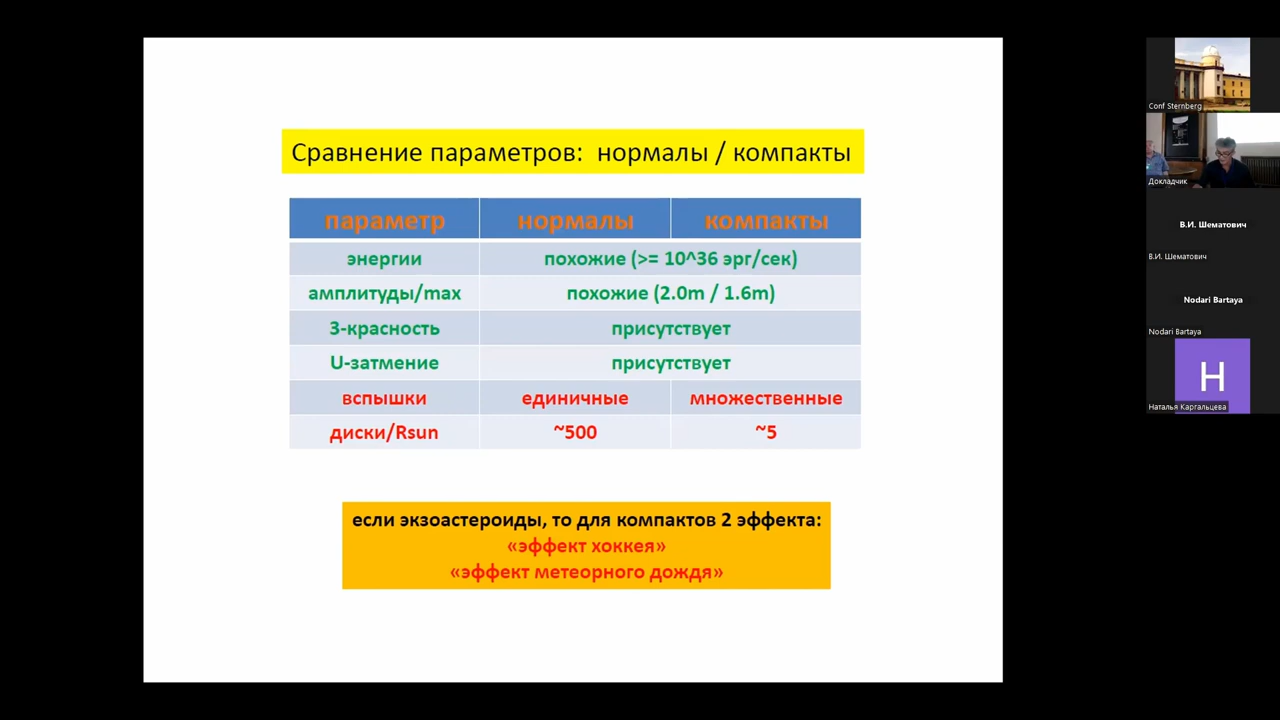 Сравнение параметров: нормалы / компакты
параметр нормалы компакты
энергии похожие (>= 10^36 эрг/сек)
амплитуды/max похожие (2.0m / 1.6m)
З-красность присутствует
U-затмение присутствует
вспышки единичные множественные
диски/Rsun ~500 ~5
если экзоастероиды, то для компактов 2 эффекта:
«эффект хоккея»
«эффект метеорного дождя»
Conf Sternberg
Докладчик
В.И. Шематович
В.И. Шематович
Nodari Bartaya
Nodari Bartaya
Н
Наталья Каргальцева